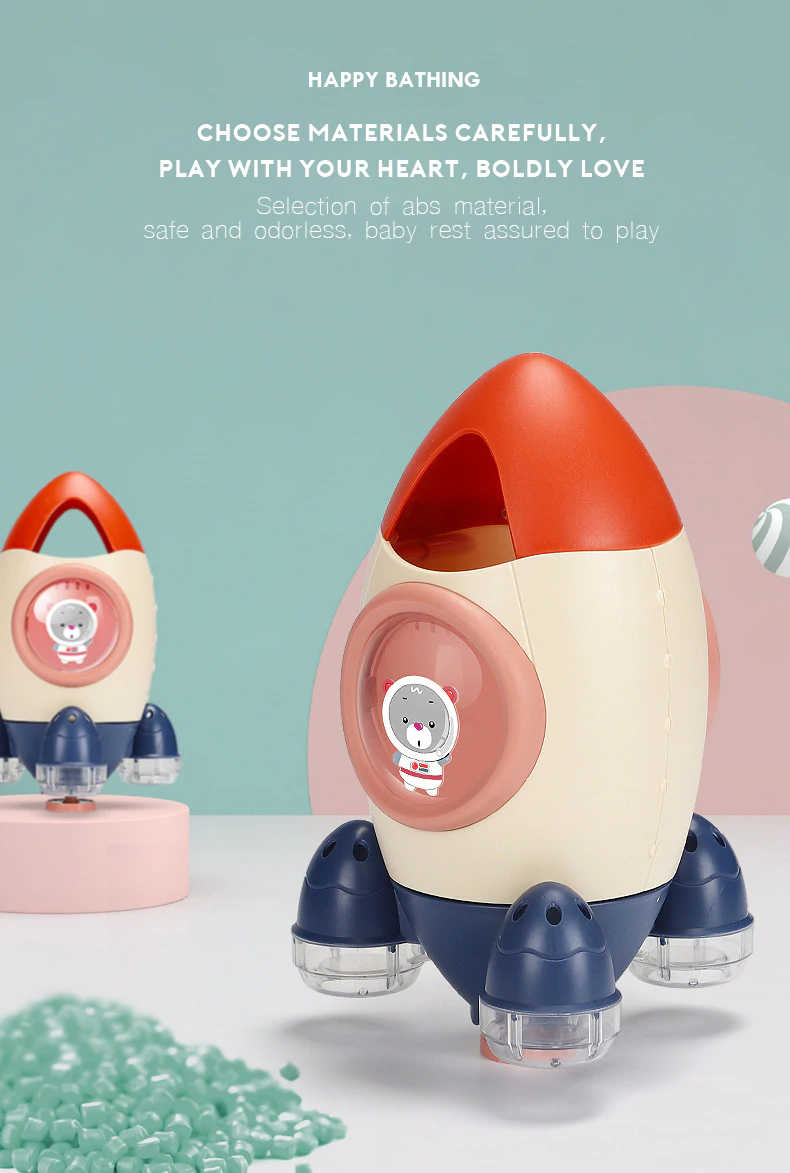 HAPPY BATHING
CHOOSE MATERIALS CAREFULLY,
PLAY WITH YOUR HEART, BOLDLY LOVE
Selection of abs material,
safe and odorless, baby rest assured to play